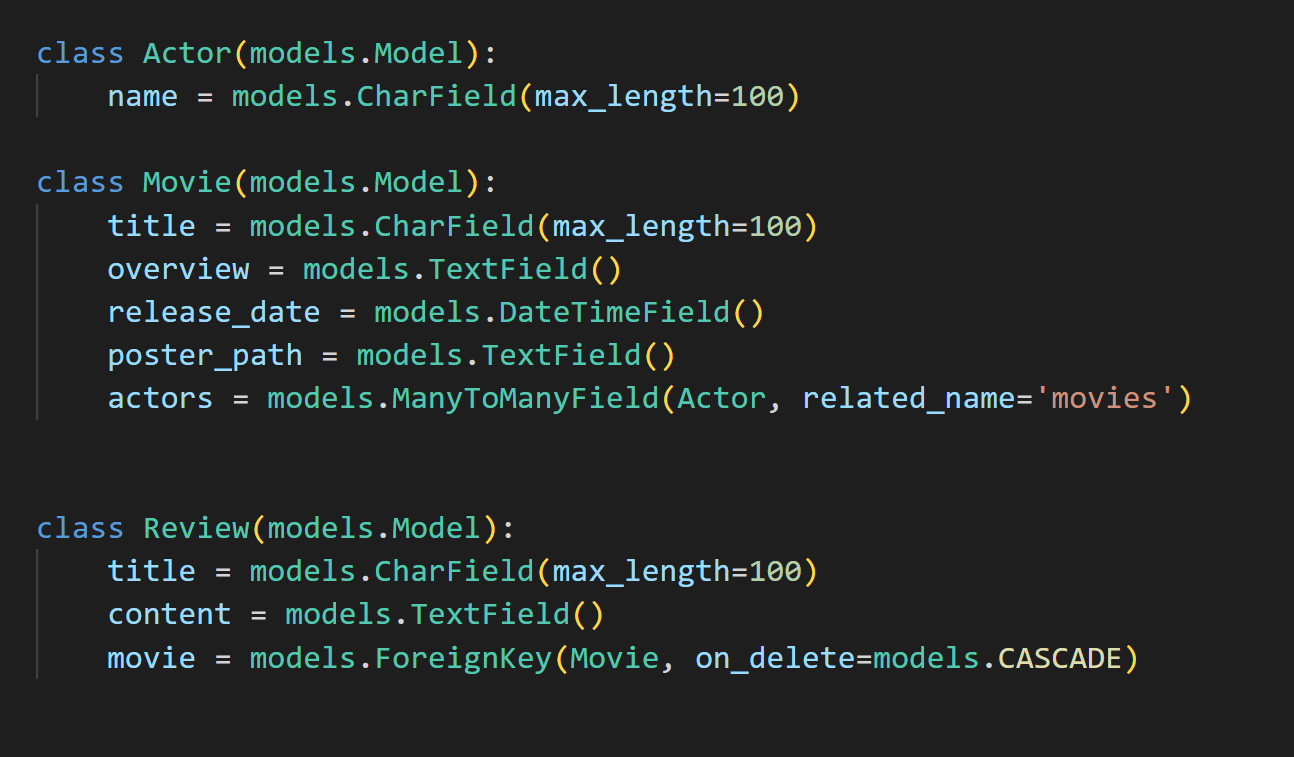 class Actor(models.Model):
    name = models.CharField(max_length=100)
class Movie(models.Model):
    title = models.CharField(max_length=100)
    overview = models.TextField()
    release_date = models.DateTimeField()
    poster_path = models.TextField()
    actors = models.ManyToManyField(Actor, related_name='movies')
class Review(models.Model):
    title = models.CharField(max_length=100)
    content = models.TextField()
    movie = models.ForeignKey(Movie, on_delete=models.CASCADE)